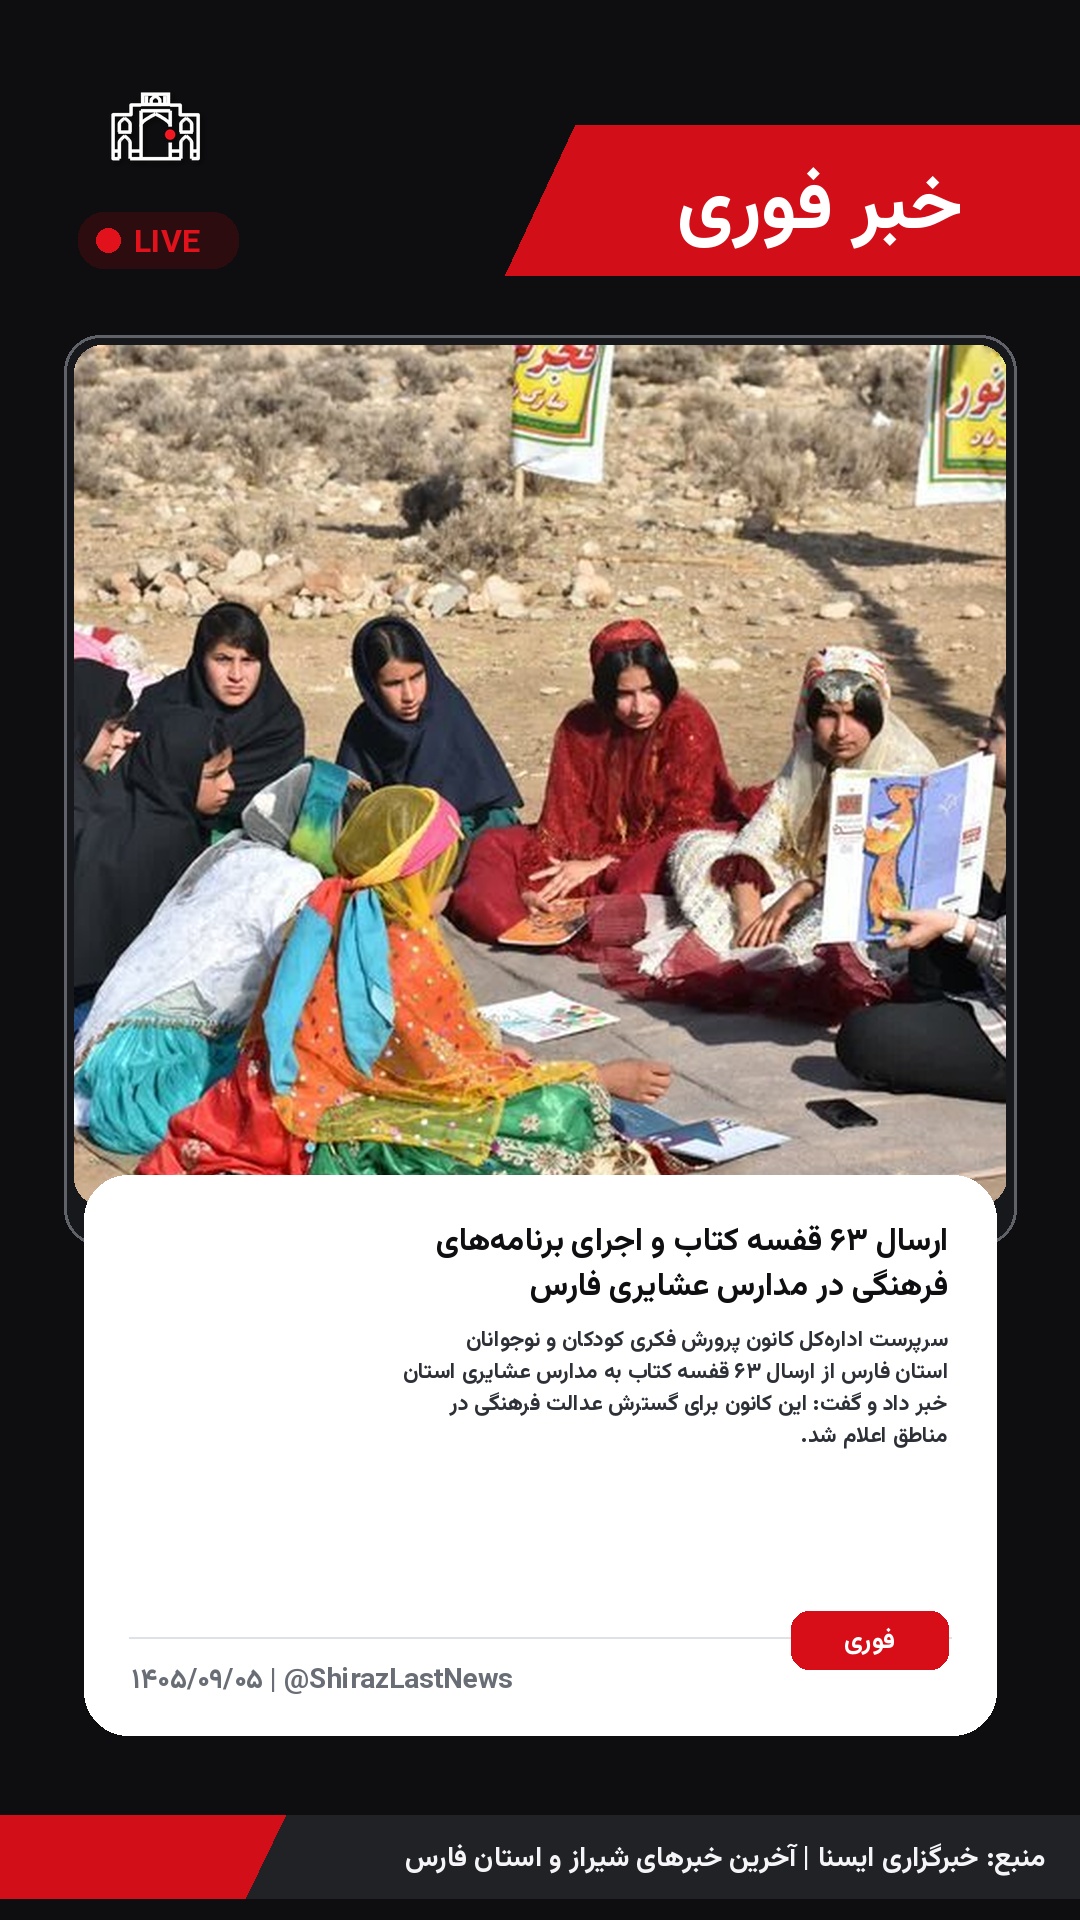 خبر فوری
LIVE
مبارک
نور
باد
ارسال ۶۳ قفسه کتاب و اجرای برنامه‌های
فرهنگی در مدارس عشایری فارس
سرپرست اداره‌کل کانون پرورش فکری کودکان و نوجوانان
استان فارس از ارسال ۶۳ قفسه کتاب به مدارس عشایری استان
خبر داد و گفت: این کانون برای گسترش عدالت فرهنگی در
مناطق اعلام شد.
فوری
۱۴۰۵/۰۹/۰۵ | @ShirazLastNews
منبع: خبرگزاری ایسنا | آخرین خبرهای شیراز و استان فارس